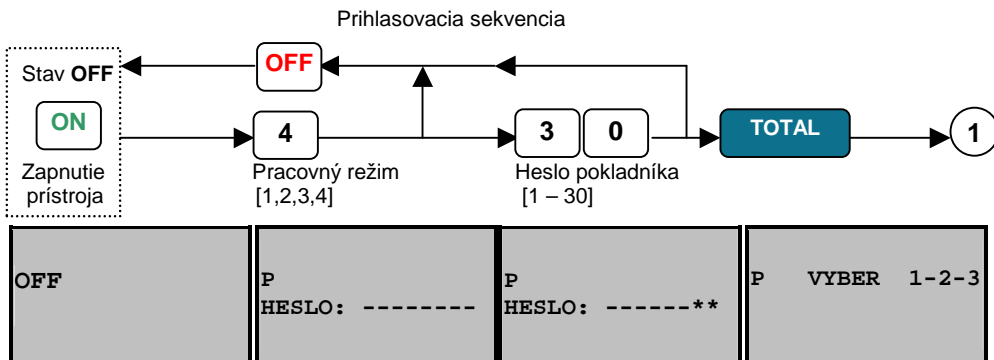 Prihlasovacia sekvencia
Stav OFF
OFF
ON
4
3 0
TOTAL
1
Zapnutie
prístroja
Pracovný režim
[1,2,3,4]
Heslo pokladníka
[1 – 30]
OFF
P
HESLO: --------
P
HESLO: ------**
P VYBER 1-2-3